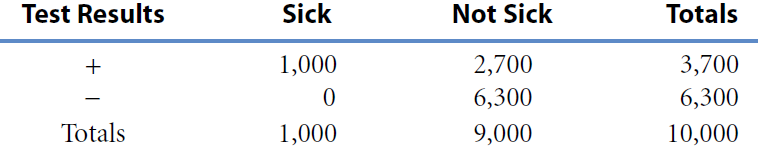 Test Results Sick Not Sick Totals
+ 1,000 2,700 3,700
− 0 6,300 6,300
Totals 1,000 9,000 10,000